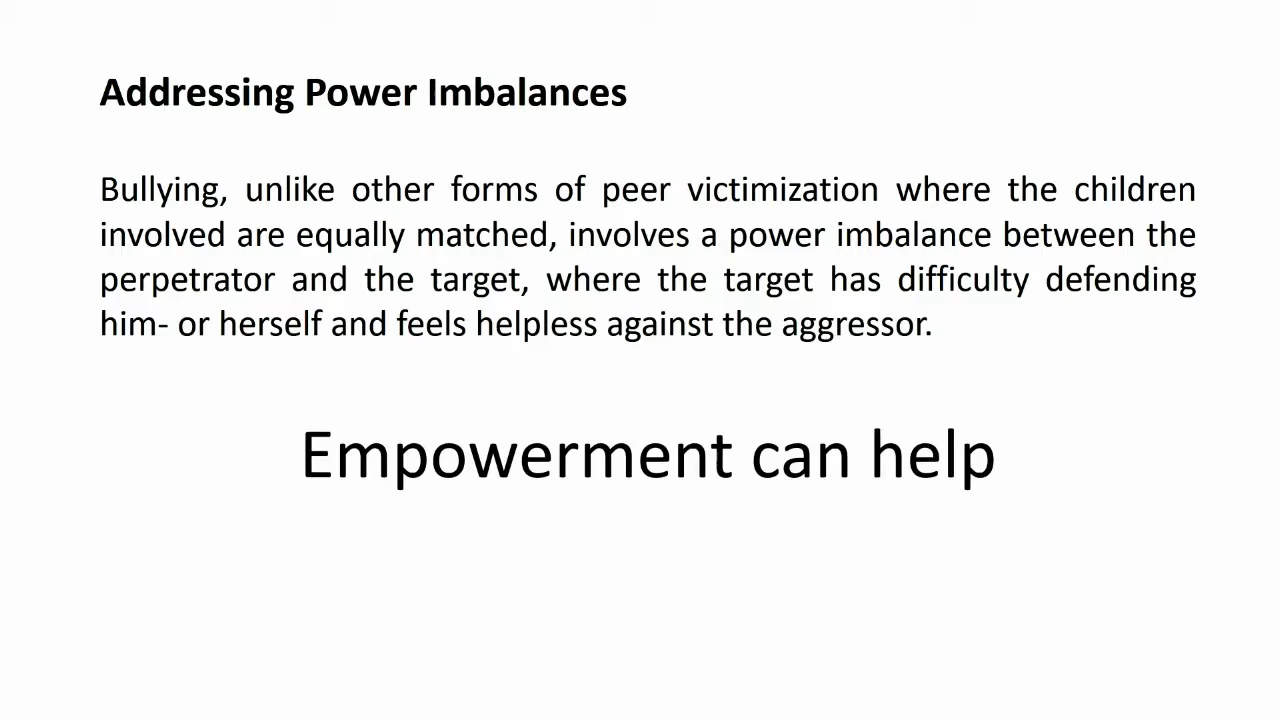 Addressing Power Imbalances
Bullying, unlike other forms of peer victimization where the children
involved are equally matched, involves a power imbalance between the
perpetrator and the target, where the target has difficulty defending
him- or herself and feels helpless against the aggressor.
Empowerment can help